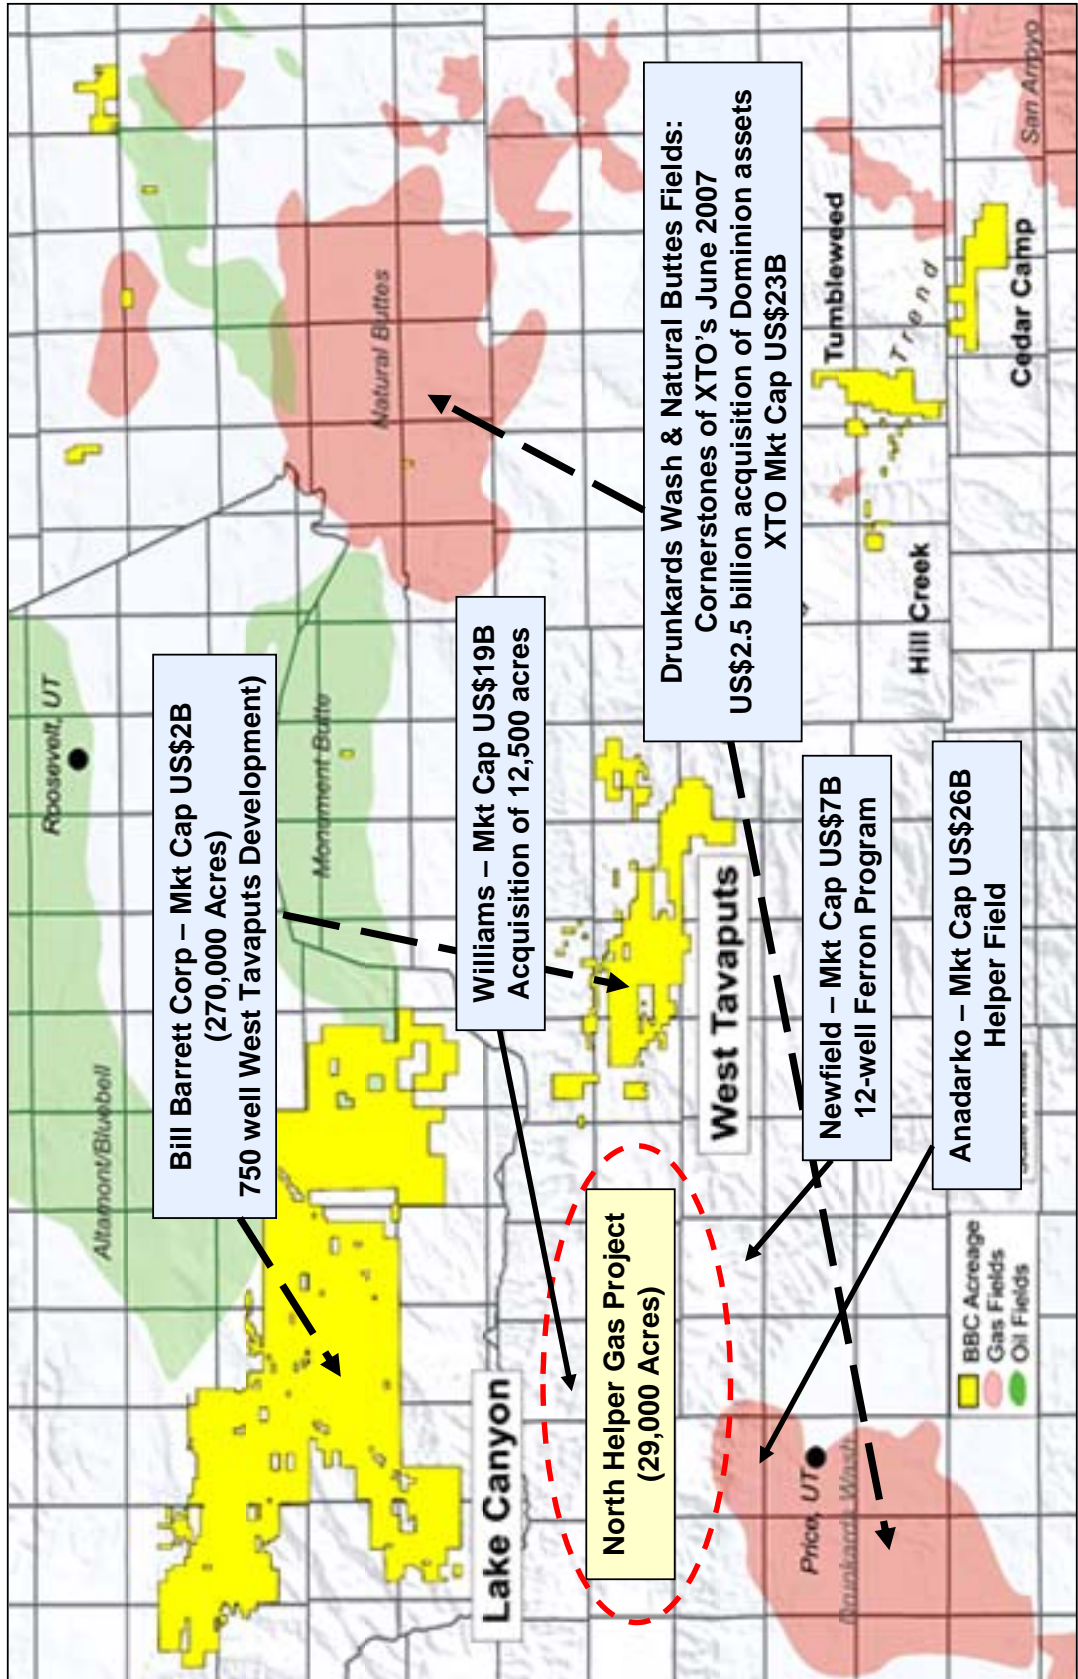 Roosevelt, UT
Altamont/Bluebell
Bill Barrett Corp – Mkt Cap US$2B
(270,000 Acres)
750 well West Tavaputs Development)
Monument Butte
Natural Buttes
Lake Canyon
Williams – Mkt Cap US$19B
Acquisition of 12,500 acres
North Helper Gas Project
(29,000 Acres)
West Tavaputs
Drunkards Wash & Natural Buttes Fields:
Cornerstones of XTO's June 2007
US$2.5 billion acquisition of Dominion assets
XTO Mkt Cap US$23B
Price, UT
Drunkards Wash
Newfield – Mkt Cap US$7B
12-well Ferron Program
Anadarko – Mkt Cap US$26B
Helper Field
Hill Creek
Tumbleweed
Trend
Cedar Camp
San Arroyo
BBC Acreage
Gas Fields
Oil Fields